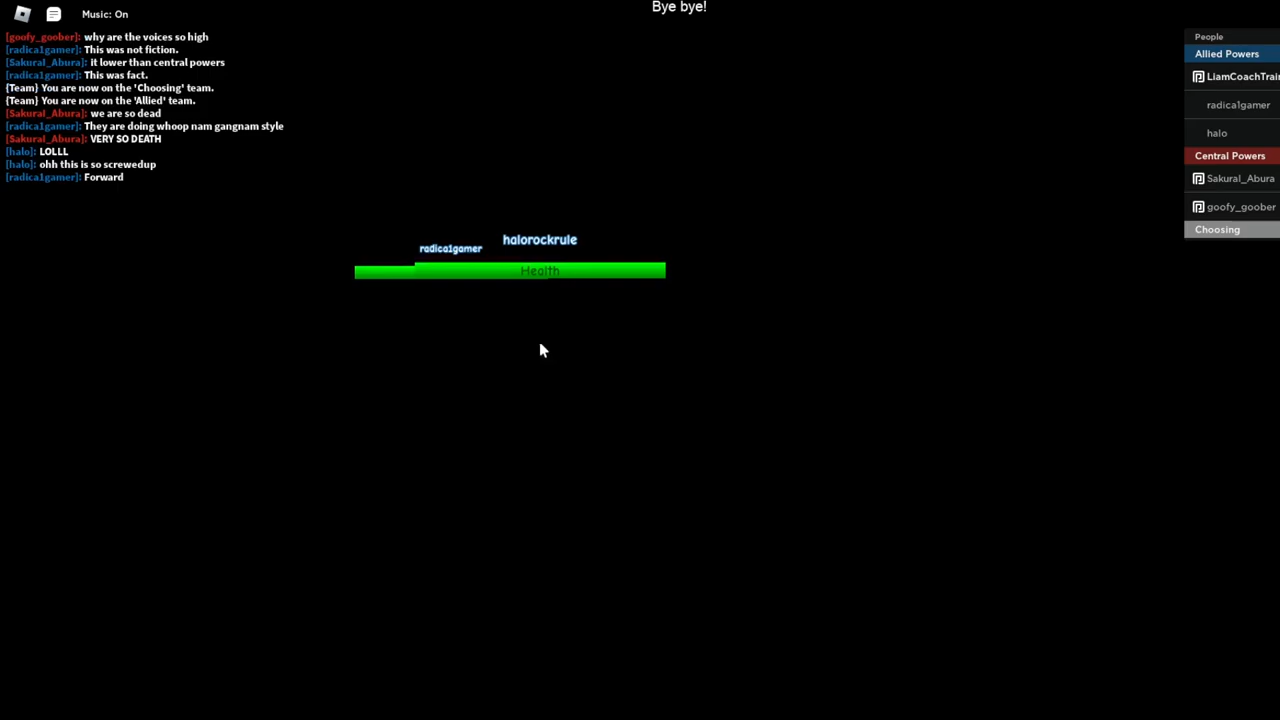 Music: On
Bye bye!
[goofy_goober]: why are the voices so high
[radica1gamer]: This was not fiction.
[Sakural_Abura]: it lower than central powers
[radica1gamer]: This was fact.
{Team} You are now on the 'Choosing' team.
{Team} You are now on the 'Allied' team.
[Sakural_Abura]: we are so dead
[radica1gamer]: They are doing whoop nam gangnam style
[Sakural_Abura]: VERY SO DEATH
[halo]: LOLLL
[halo]: ohh this is so screwedup
[radica1gamer]: Forward
People
Allied Powers
LiamCoachTrai
radica1gamer
halo
Central Powers
Sakural_Abura
goofy_goober
Choosing
radica1gamer
halorockrule
Health